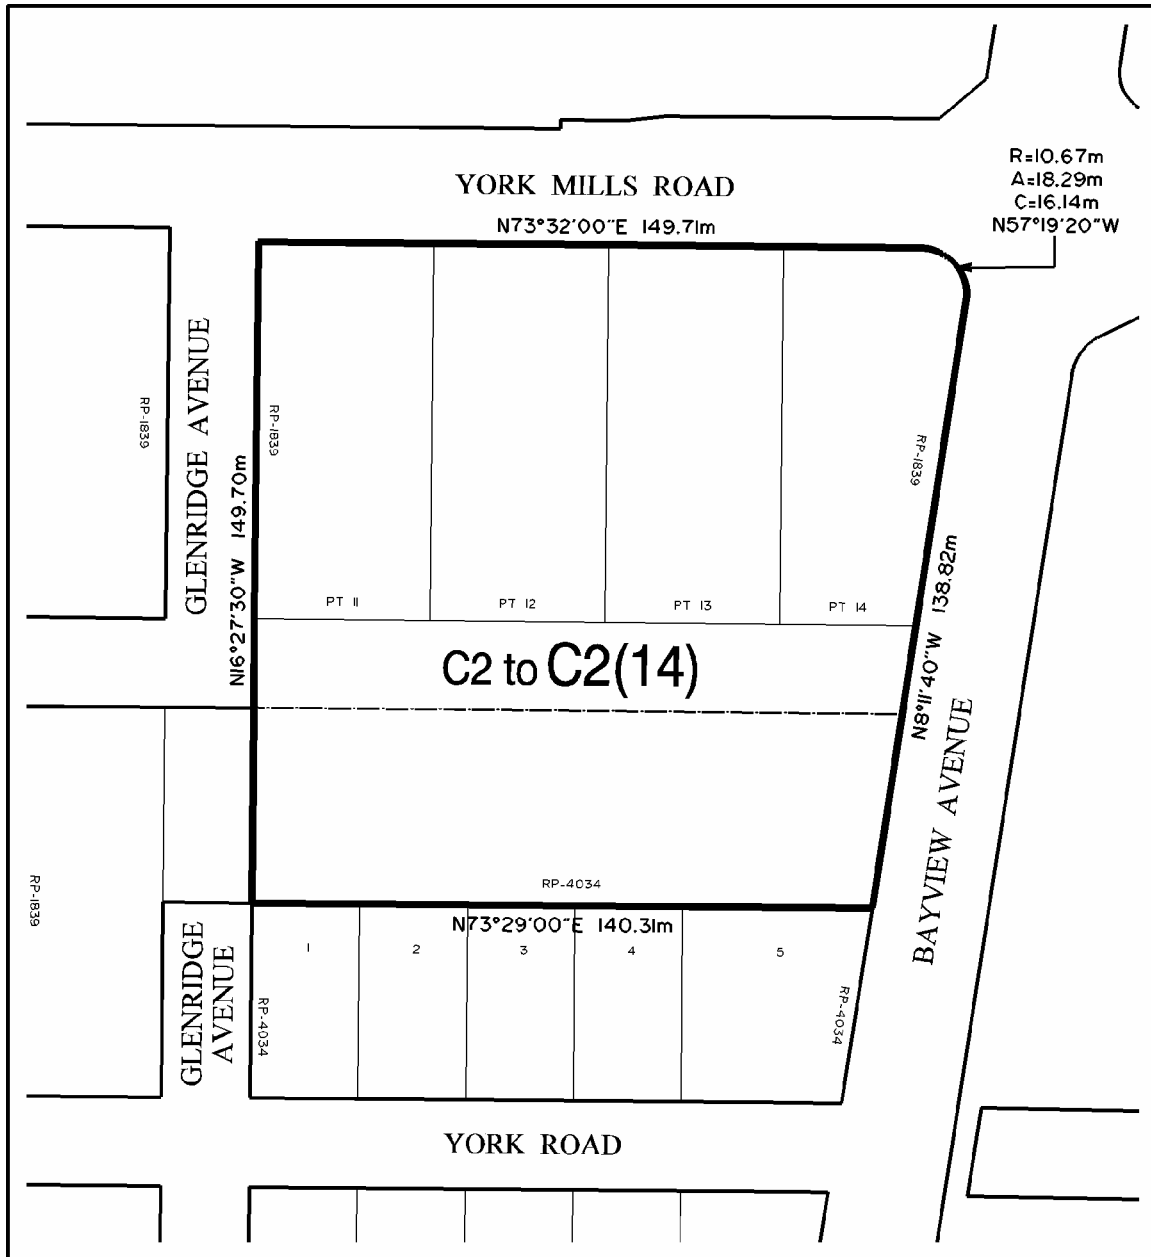 R=10.67m
A=18.29m
C=16.14m
N57°19'20"W
YORK MILLS ROAD
N73°32'00"E 149.71m
GLENRIDGE AVENUE
RP-1839
RP-1839
RP-1839
N16°27'30"W 149.70m
N8°11'40"W 138.82m
PT 11
PT 12
PT 13
PT 14
C2 to C2(14)
BAYVIEW AVENUE
RP-1839
RP-4034
N73°29'00"E 140.31m
1
2
3
4
5
GLENRIDGE
AVENUE
RP-4034
RP-4034
YORK ROAD